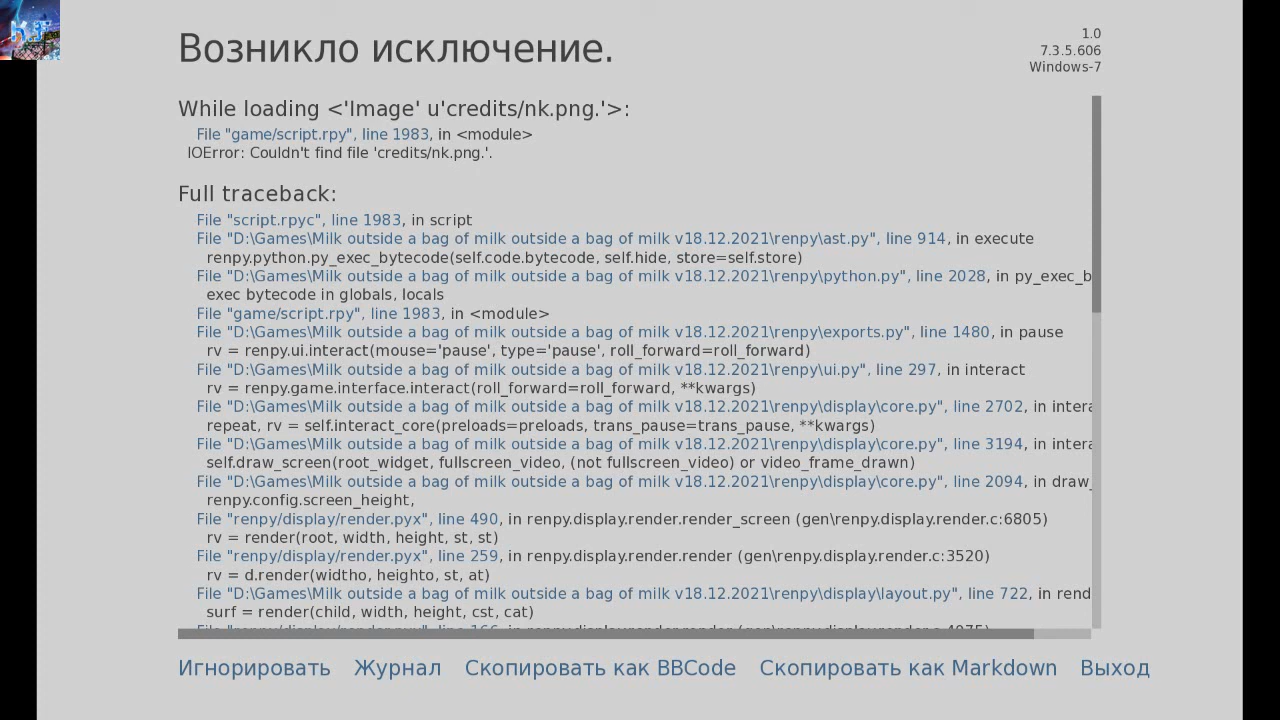 Возникло исключение.
1.0
7.3.5.606
Windows-7
While loading <'Image' u'credits/nk.png.'>:
File "game/script.rpy", line 1983, in <module>
IOError: Couldn't find file 'credits/nk.png.'.
Full traceback:
File "script.rpyc", line 1983, in script
File "D:\Games\Milk outside a bag of milk outside a bag of milk v18.12.2021\renpy\ast.py", line 914, in execute
renpy.python.py_exec_bytecode(self.code.bytecode, self.hide, store=self.store)
File "D:\Games\Milk outside a bag of milk outside a bag of milk v18.12.2021\renpy\python.py", line 2028, in py_exec_b
exec bytecode in globals, locals
File "game/script.rpy", line 1983, in <module>
File "D:\Games\Milk outside a bag of milk outside a bag of milk v18.12.2021\renpy\exports.py", line 1480, in pause
rv = renpy.ui.interact(mouse='pause', type='pause', roll_forward=roll_forward)
File "D:\Games\Milk outside a bag of milk outside a bag of milk v18.12.2021\renpy\ui.py", line 297, in interact
rv = renpy.game.interface.interact(roll_forward=roll_forward, **kwargs)
File "D:\Games\Milk outside a bag of milk outside a bag of milk v18.12.2021\renpy\display\core.py", line 2702, in intera
repeat, rv = self.interact_core(preloads=preloads, trans_pause=trans_pause, **kwargs)
File "D:\Games\Milk outside a bag of milk outside a bag of milk v18.12.2021\renpy\display\core.py", line 3194, in intera
self.draw_screen(root_widget, fullscreen_video, (not fullscreen_video) or video_frame_drawn)
File "D:\Games\Milk outside a bag of milk outside a bag of milk v18.12.2021\renpy\display\core.py", line 2094, in draw_
renpy.config.screen_height,
File "renpy/display/render.pyx", line 490, in renpy.display.render.render_screen (gen\renpy.display.render.c:6805)
rv = render(root, width, height, st, st)
File "renpy/display/render.pyx", line 259, in renpy.display.render.render (gen\renpy.display.render.c:3520)
rv = d.render(widtho, heighto, st, at)
File "D:\Games\Milk outside a bag of milk outside a bag of milk v18.12.2021\renpy\display\layout.py", line 722, in rend
surf = render(child, width, height, cst, cat)
Игнорировать Журнал Скопировать как BBCode Скопировать как Markdown Выход